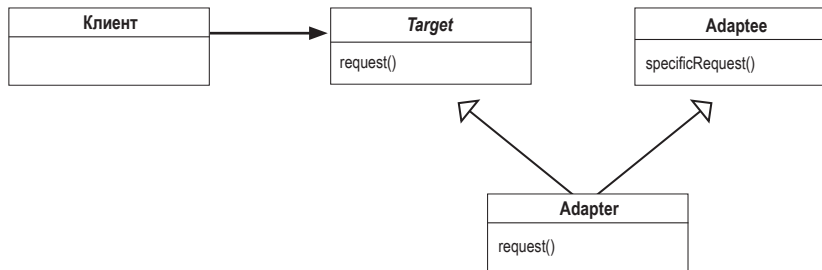 Клиент
Target
request()
Adaptee
specificRequest()
Adapter
request()